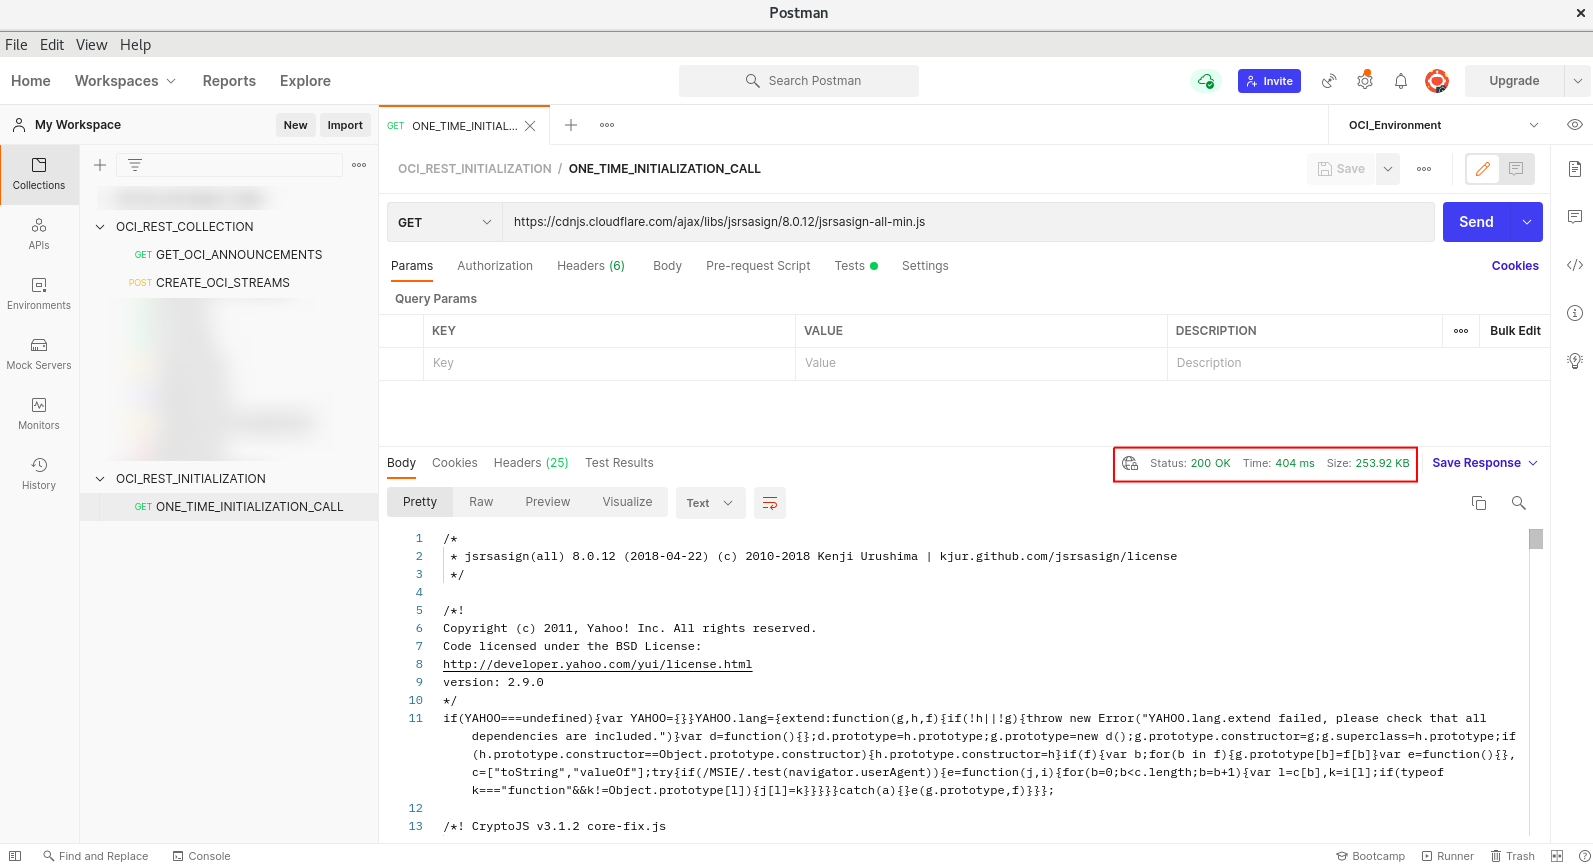 Postman
File Edit View Help
Home Workspaces Reports Explore Search Postman Invite Upgrade
My Workspace New Import
GET ONE_TIME_INITIAL... OCI_Environment
Collections
APIs
Environments
Mock Servers
Monitors
History
OCI_REST_COLLECTION
GET GET_OCI_ANNOUNCEMENTS
POST CREATE_OCI_STREAMS
OCI_REST_INITIALIZATION
GET ONE_TIME_INITIALIZATION_CALL
OCI_REST_INITIALIZATION / ONE_TIME_INITIALIZATION_CALL Save
GET https://cdnjs.cloudflare.com/ajax/libs/jsrsasign/8.0.12/jsrsasign-all-min.js Send
Params Authorization Headers (6) Body Pre-request Script Tests Settings Cookies
Query Params
KEY VALUE DESCRIPTION Bulk Edit
Key Value Description
Body Cookies Headers (25) Test Results Status: 200 OK Time: 404 ms Size: 253.92 KB Save Response
Pretty Raw Preview Visualize Text
1 /*
2 * jsrsasign(all) 8.0.12 (2018-04-22) (c) 2010-2018 Kenji Urushima | kjur.github.com/jsrsasign/license
3 */
4
5 /*!
6 Copyright (c) 2011, Yahoo! Inc. All rights reserved.
7 Code licensed under the BSD License:
8 http://developer.yahoo.com/yui/license.html
9 version: 2.9.0
10 */
11 if(YAHOO===undefined){var YAHOO={}}YAHOO.lang={extend:function(g,h,f){if(!h||!g){throw new Error("YAHOO.lang.extend failed, please check that all
dependencies are included.")}var d=function(){};d.prototype=h.prototype;g.prototype=new d();g.prototype.constructor=g;g.superclass=h.prototype;if
(h.prototype.constructor==Object.prototype.constructor){h.prototype.constructor=h}if(f){var b;for(b in f){g.prototype[b]=f[b]}var e=function(){},
c=["toString","valueOf"];try{if(/MSIE/.test(navigator.userAgent)){e=function(j,i){for(b=0;b<c.length;b=b+1){var l=c[b],k=i[l];if(typeof
k==="function"&&k!=Object.prototype[l]){j[l]=k}}}}}catch(a){}e(g.prototype,f)}}};
12
13 /*! CryptoJS v3.1.2 core-fix.js
Find and Replace Console Bootcamp Runner Trash